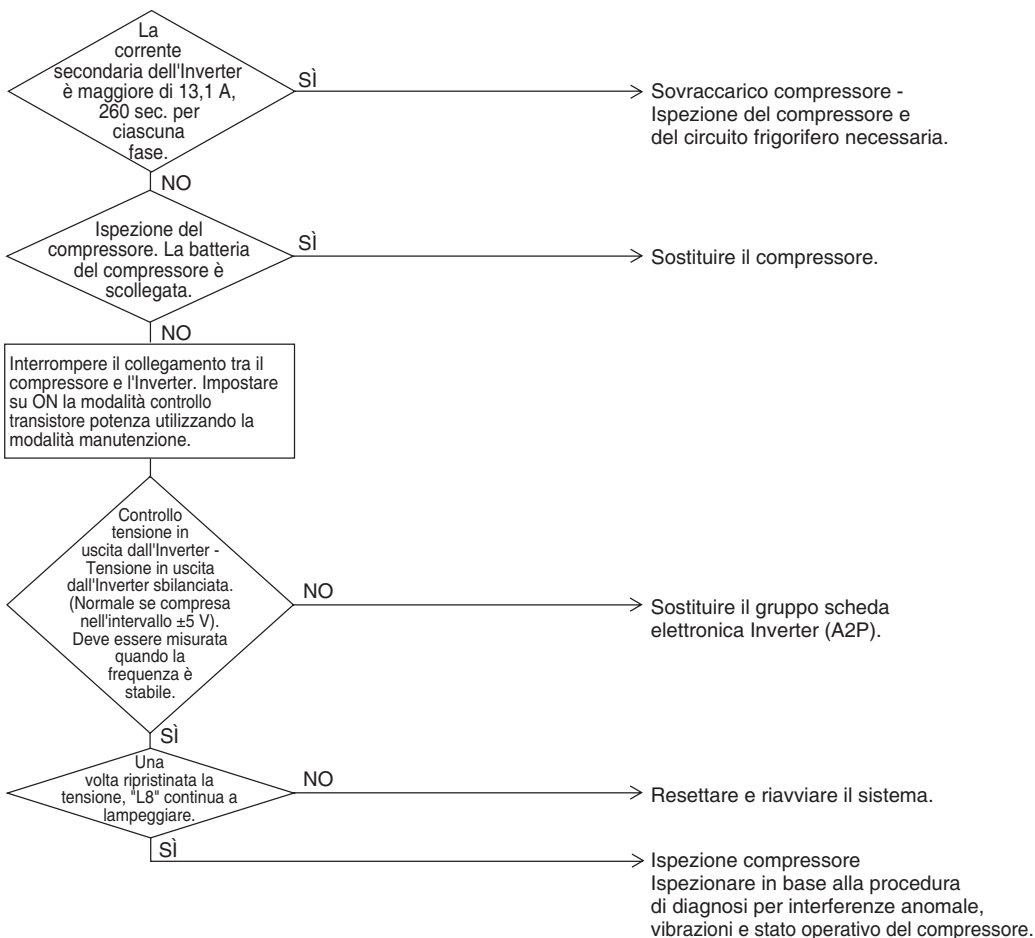 La
corrente
secondaria dell'Inverter
è maggiore di 13,1 A,
260 sec. per
ciascuna
fase.
SÌ
Sovraccarico compressore -
Ispezione del compressore e
del circuito frigorifero necessaria.
NO
Ispezione del
compressore. La batteria
del compressore è
scollegata.
SÌ
Sostituire il compressore.
NO
Interrompere il collegamento tra il
compressore e l'Inverter. Impostare
su ON la modalità controllo
transistore potenza utilizzando la
modalità manutenzione.
Controllo
tensione in
uscita dall'Inverter -
Tensione in uscita
dall'Inverter sbilanciata.
(Normale se compresa
nell'intervallo ±5 V).
Deve essere misurata
quando la
frequenza è
stabile.
NO
Sostituire il gruppo scheda
elettronica Inverter (A2P).
SÌ
Una
volta ripristinata la
tensione, "L8" continua a
lampeggiare.
NO
Resettare e riavviare il sistema.
SÌ
Ispezione compressore
Ispezionare in base alla procedura
di diagnosi per interferenze anomale,
vibrazioni e stato operativo del compressore.